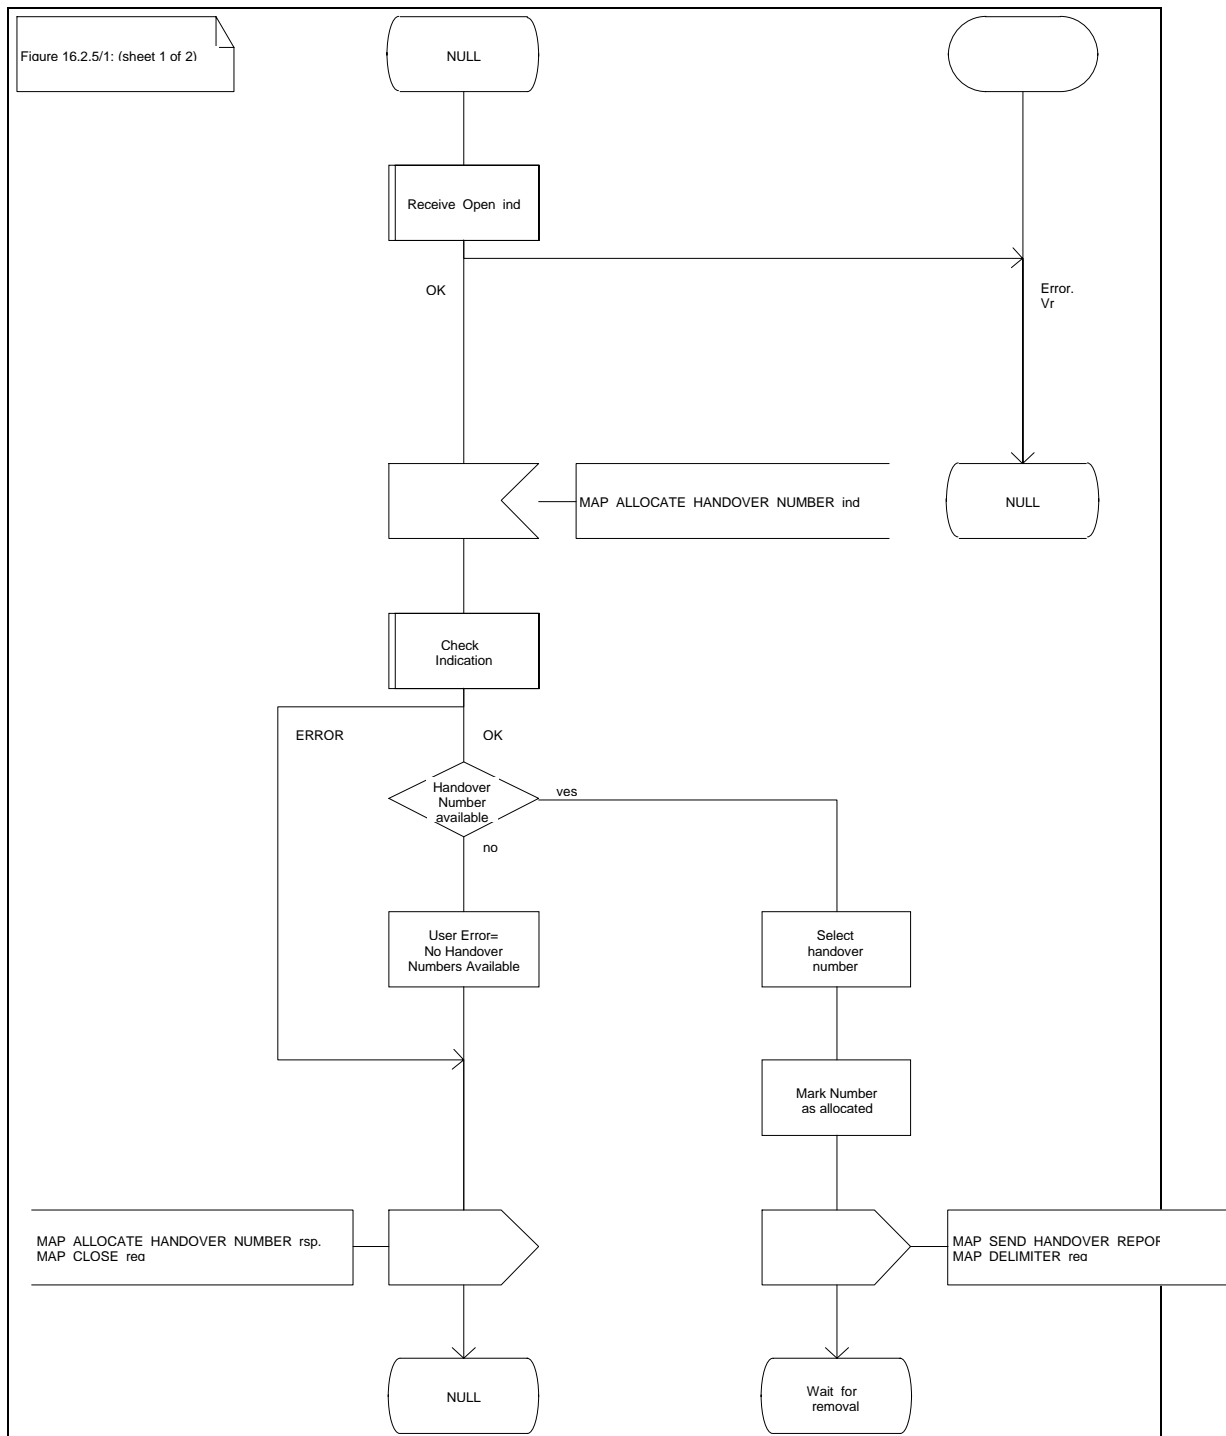 Figure 16.2.5/1: (sheet 1 of 2)
NULL
Receive Open ind
OK
Error.
Vr
MAP ALLOCATE HANDOVER NUMBER ind
NULL
Check
Indication
ERROR
OK
Handover
Number
available
yes
no
User Error=
No Handover
Numbers Available
Select
handover
number
Mark Number
as allocated
MAP ALLOCATE HANDOVER NUMBER rsp.
MAP CLOSE req
MAP SEND HANDOVER REPOR
MAP DELIMITER req
NULL
Wait for
removal